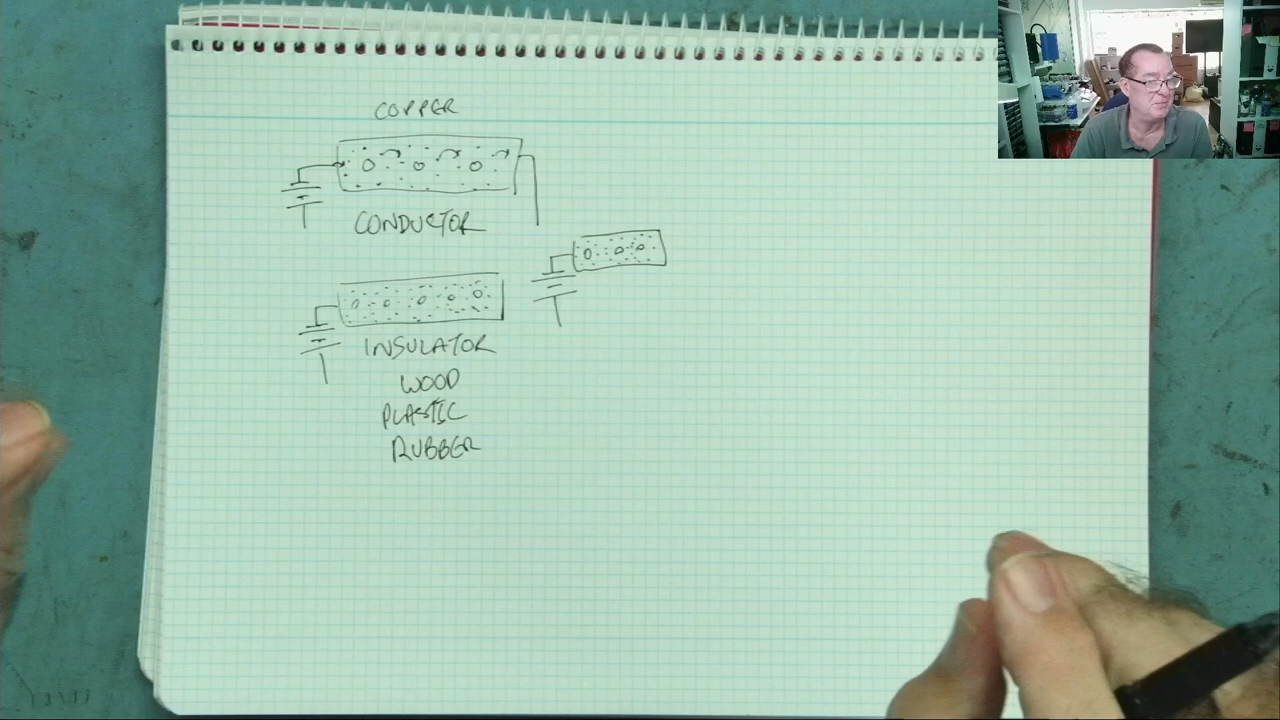 COPPER
CONDUCTOR
INSULATOR
WOOD
PLASTIC
RUBBER